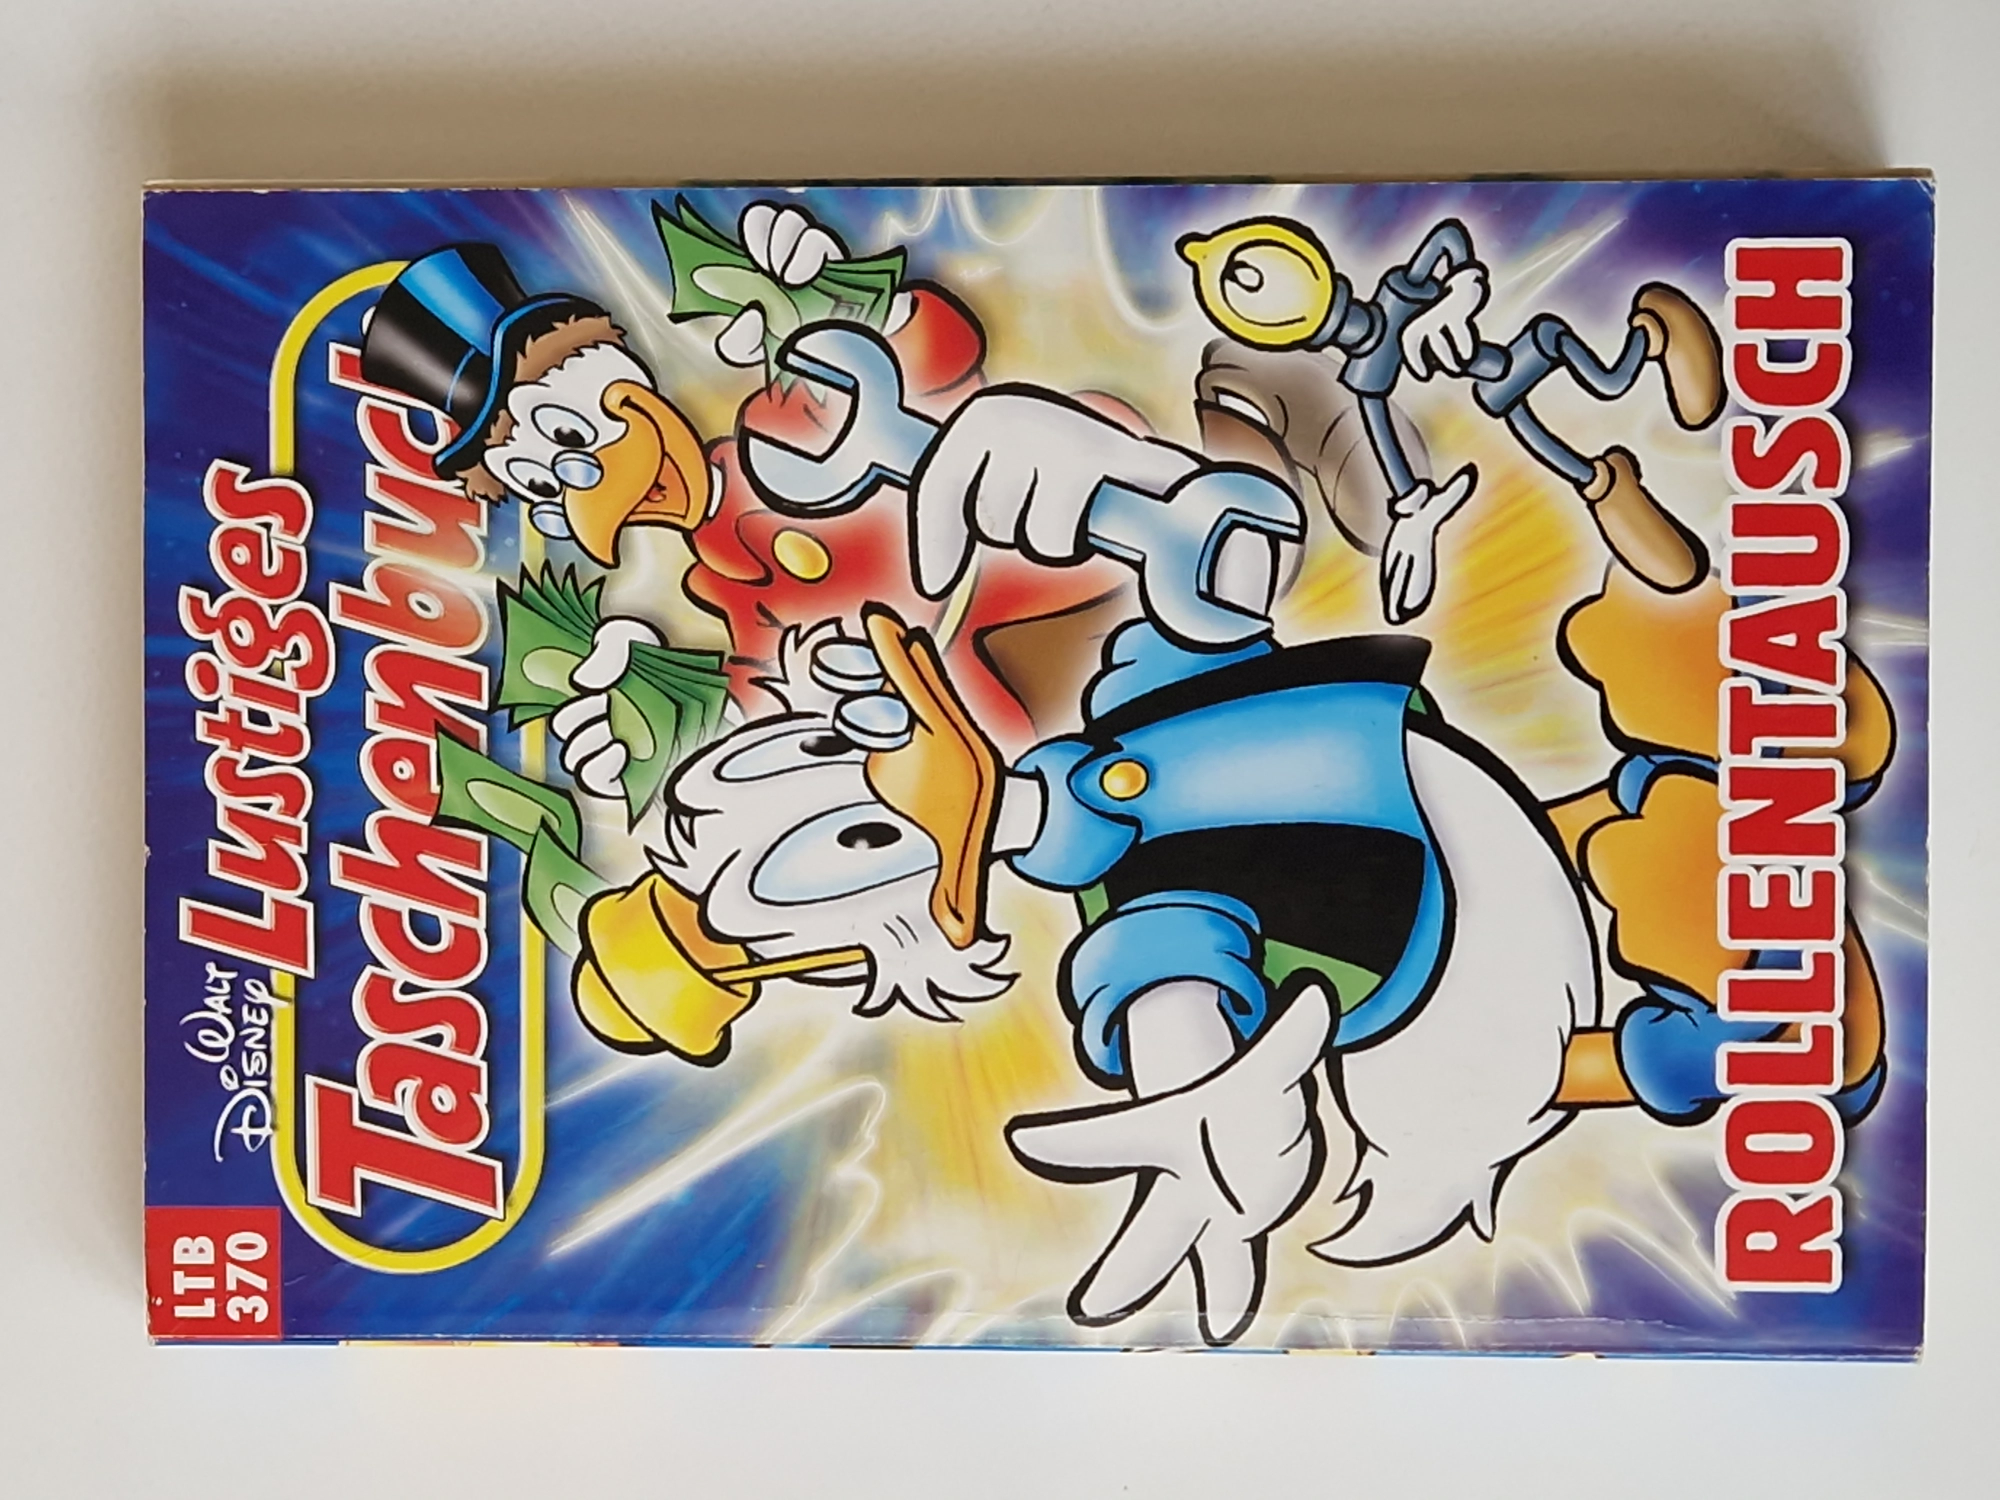 LTB
370
WALT
DISNEY
Lustiges
Taschenbuch
ROLLENTAUSCH